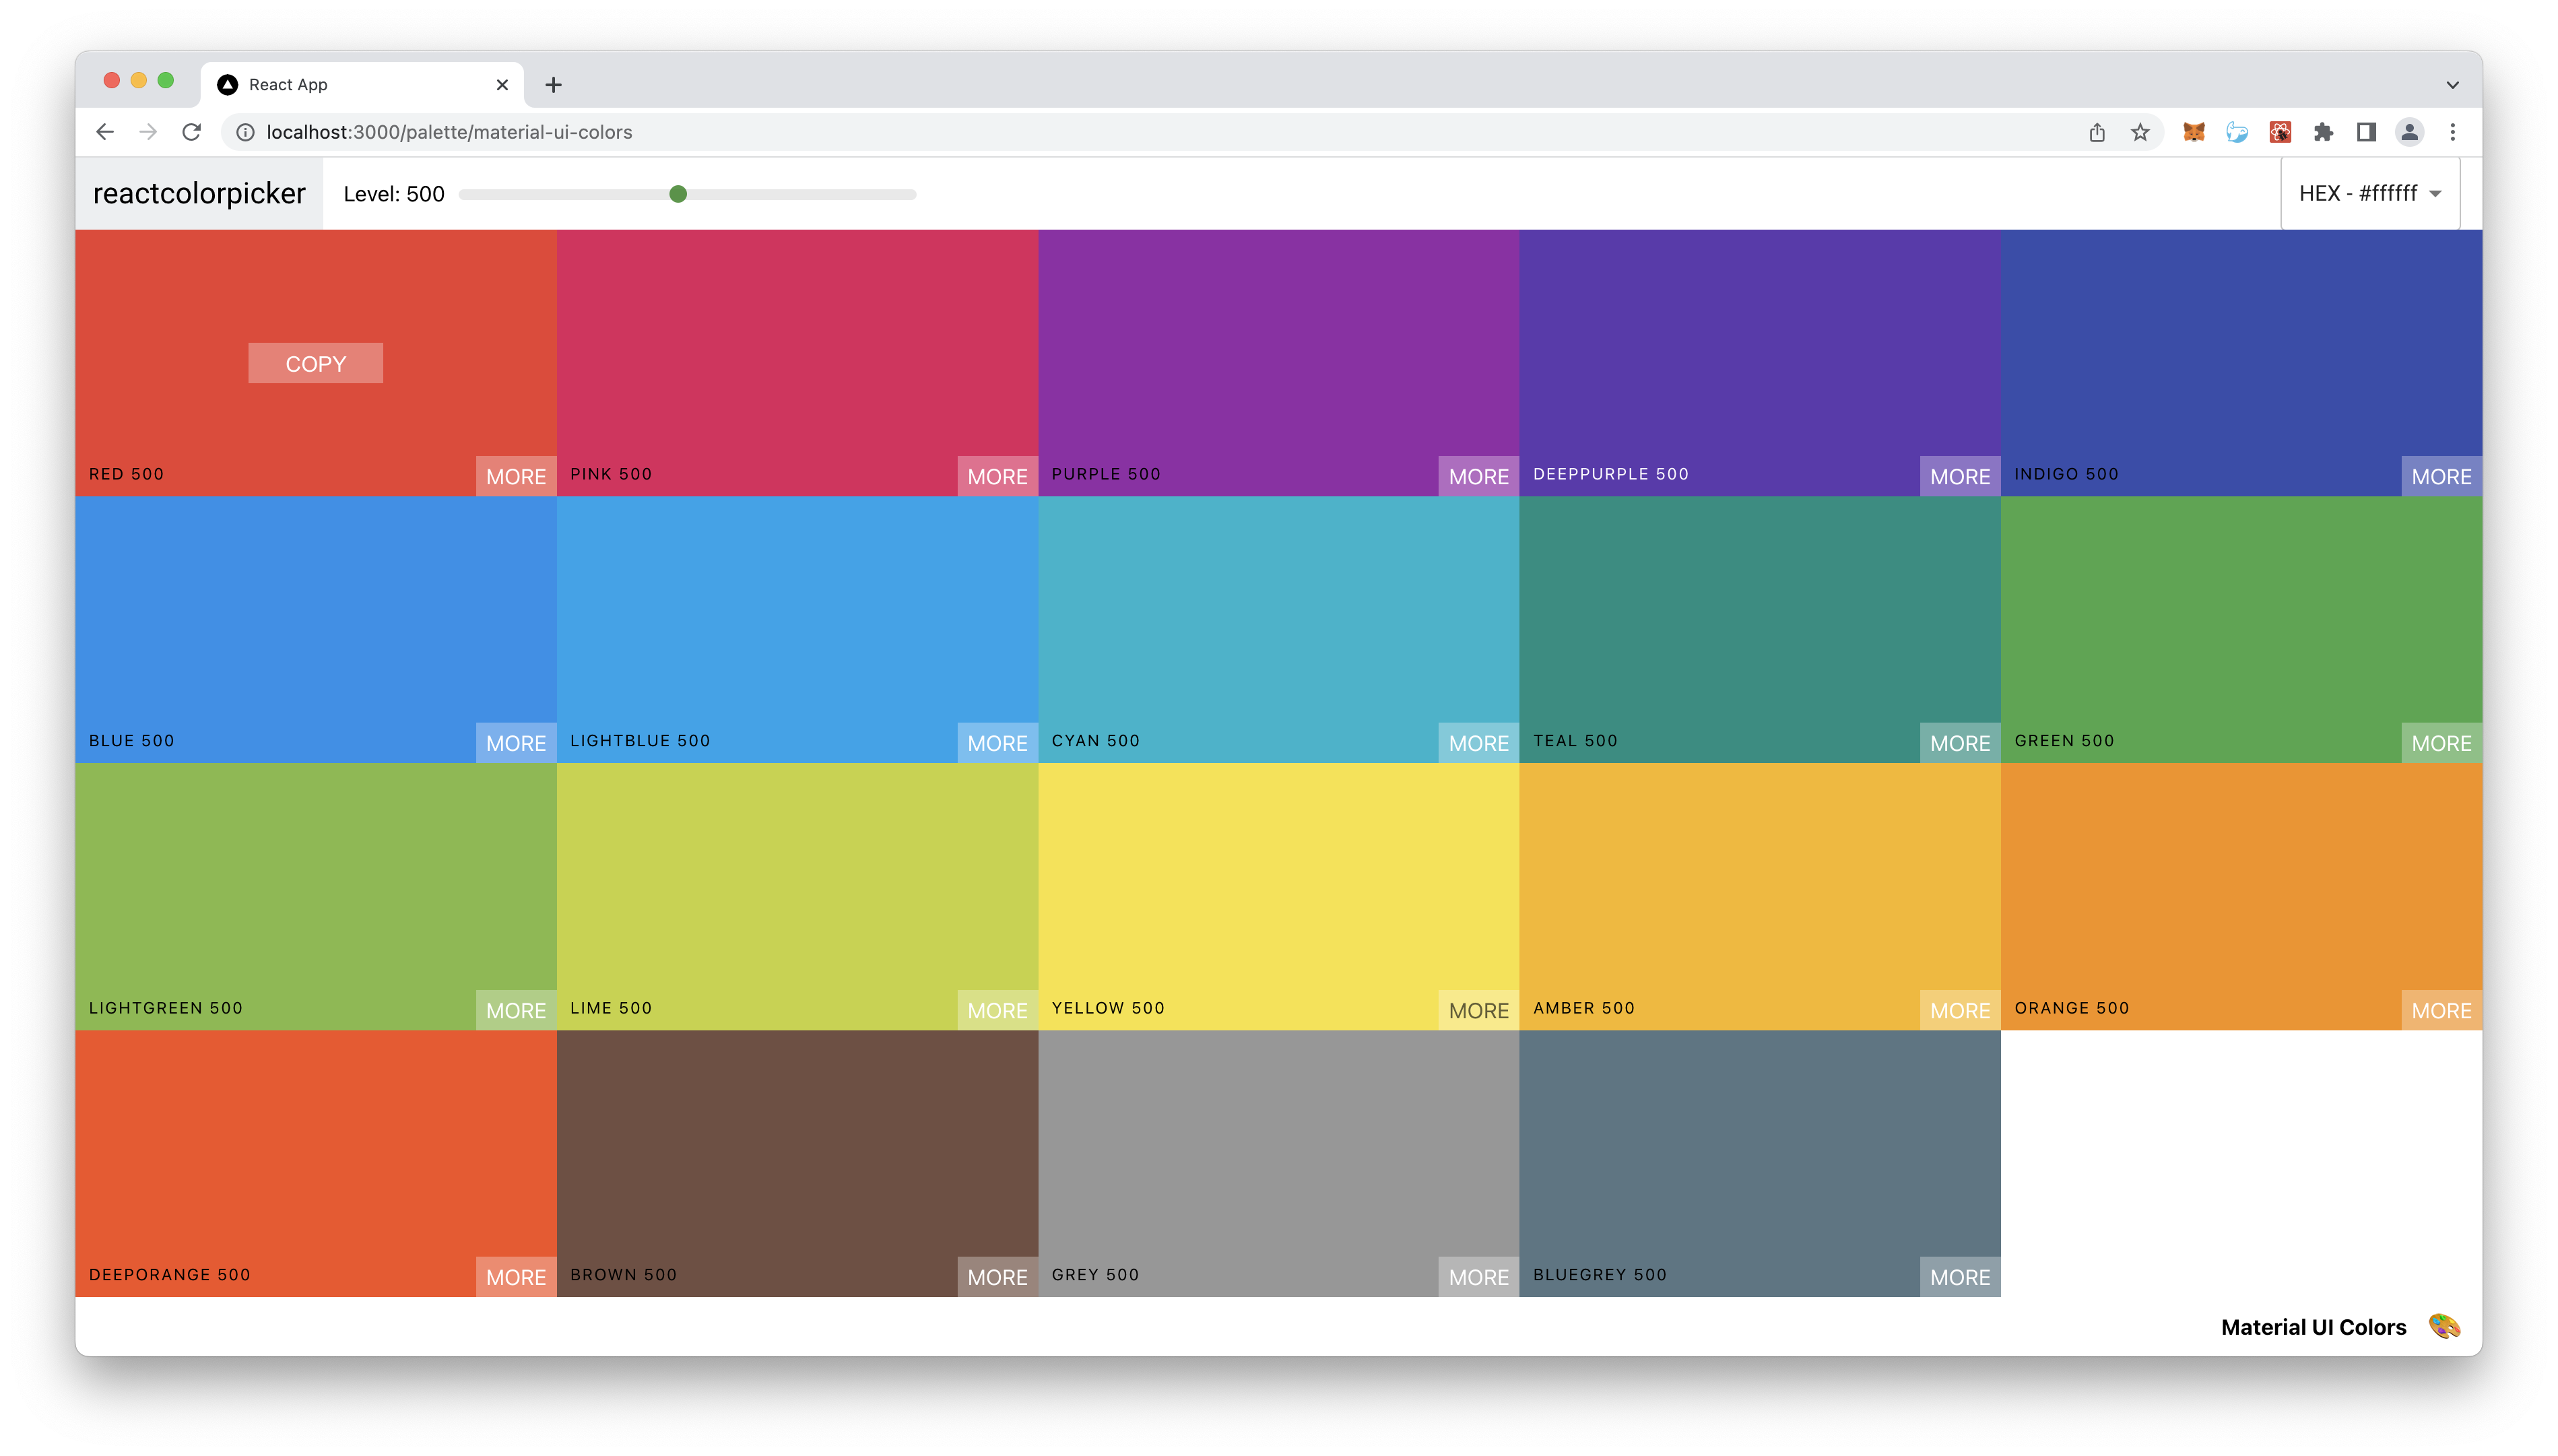 React App
localhost:3000/palette/material-ui-colors
reactcolorpicker
Level: 500
HEX - #ffffff
COPY
RED 500 MORE
PINK 500 MORE
PURPLE 500 MORE
DEEPPURPLE 500 MORE
INDIGO 500 MORE
BLUE 500 MORE
LIGHTBLUE 500 MORE
CYAN 500 MORE
TEAL 500 MORE
GREEN 500 MORE
LIGHTGREEN 500 MORE
LIME 500 MORE
YELLOW 500 MORE
AMBER 500 MORE
ORANGE 500 MORE
DEEPORANGE 500 MORE
BROWN 500 MORE
GREY 500 MORE
BLUEGREY 500 MORE
Material UI Colors